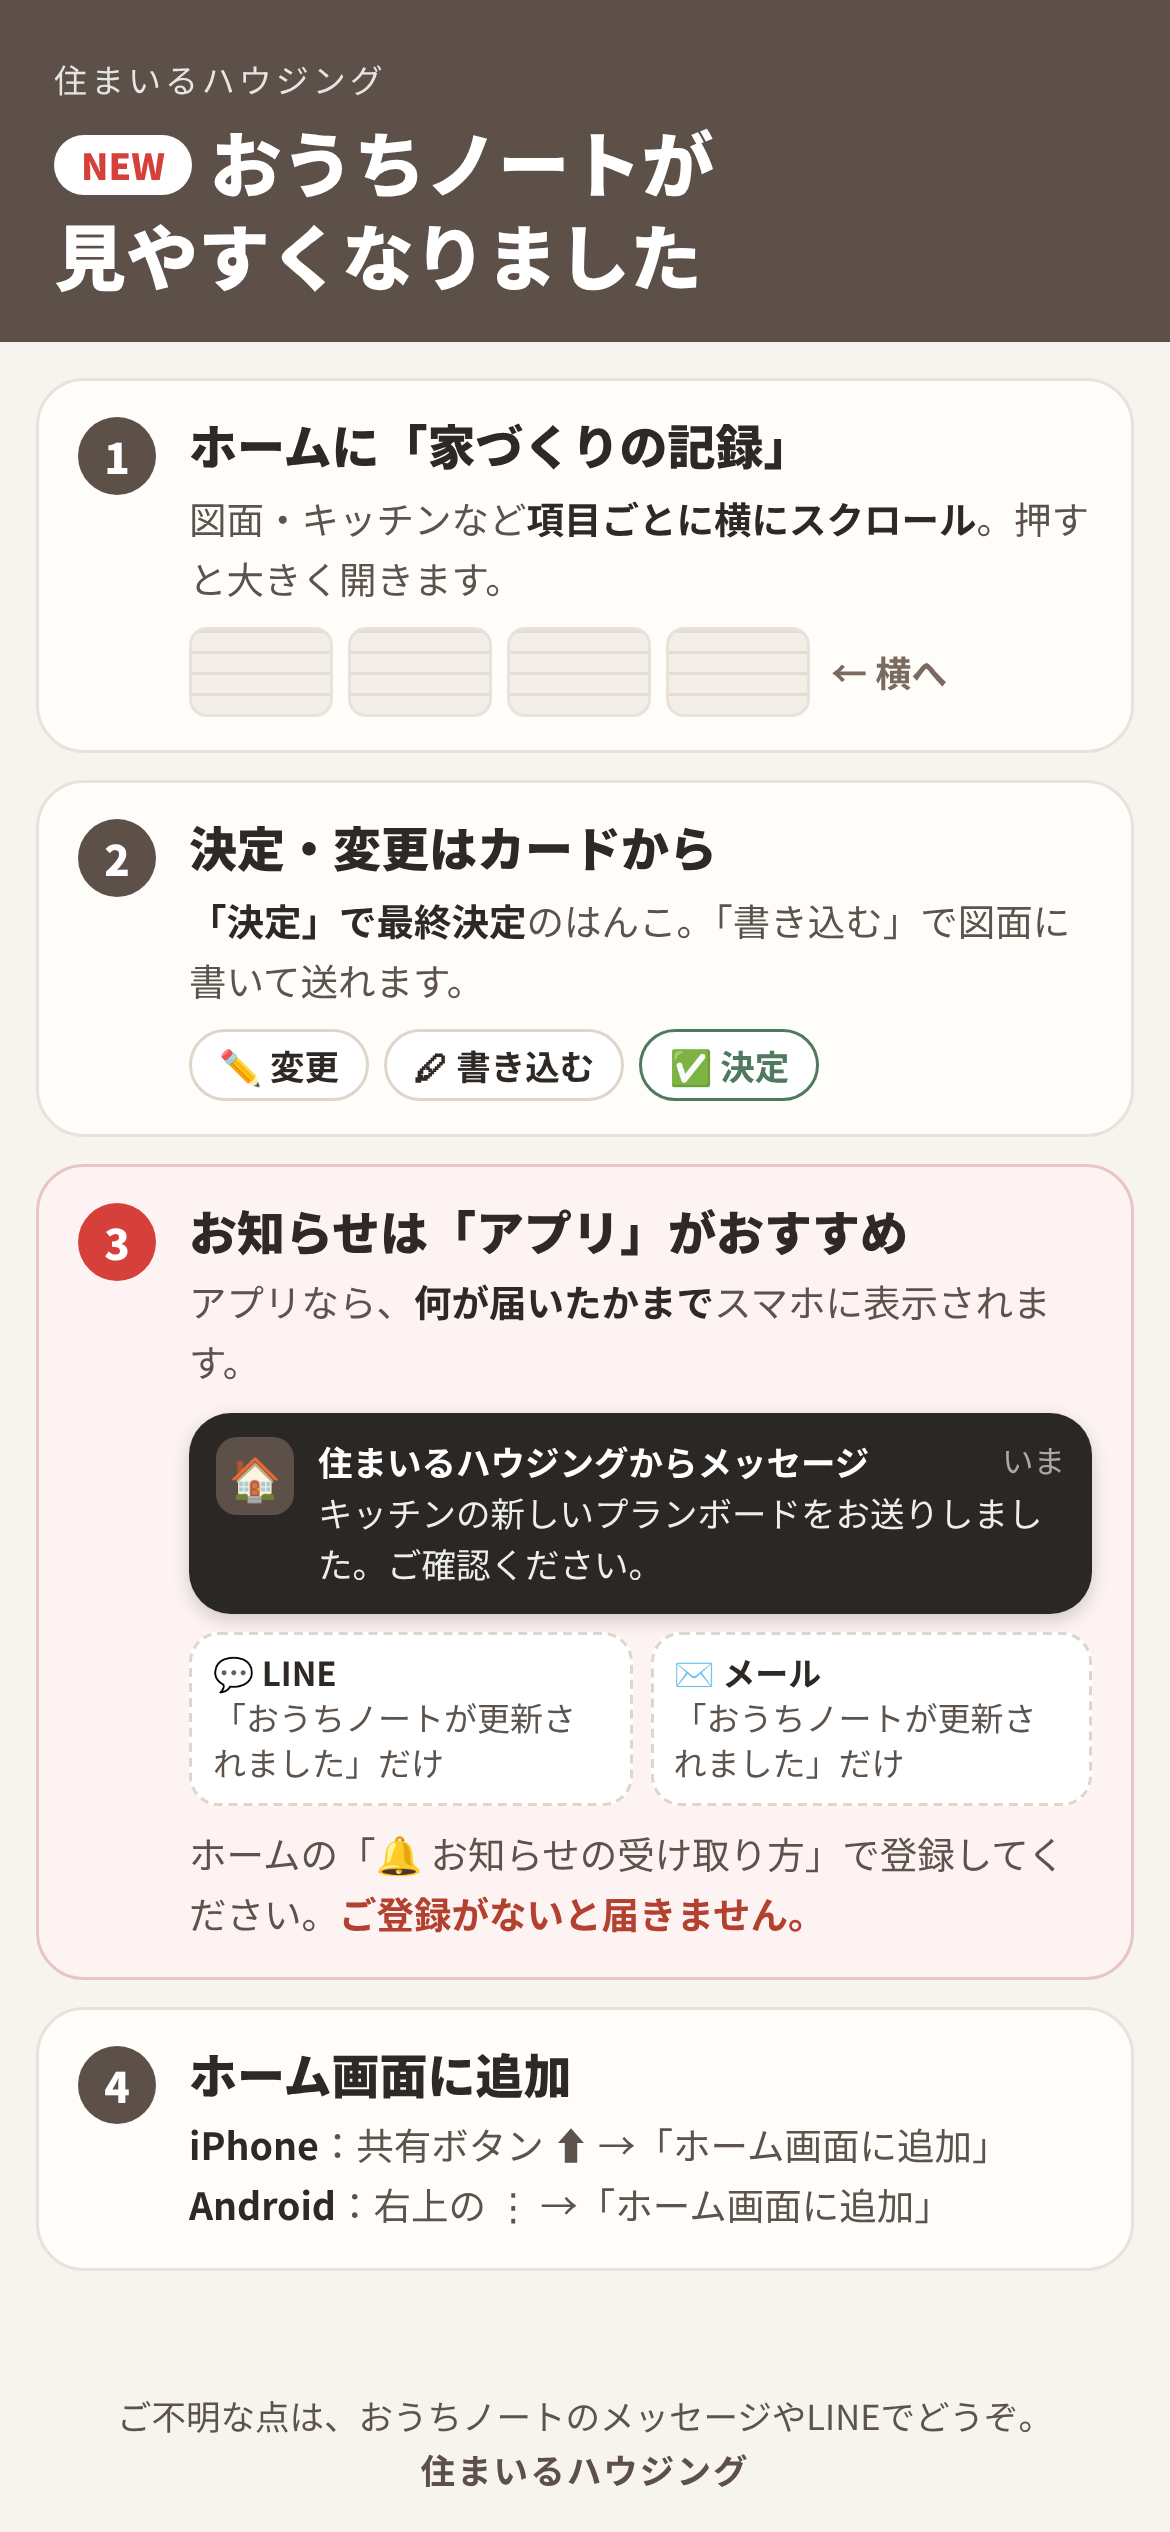 住まいるハウジング
NEW おうちノートが
見やすくなりました
1 ホームに「家づくりの記録」
図面・キッチンなど項目ごとに横にスクロール。押す
と大きく開きます。
← 横へ
2 決定・変更はカードから
「決定」で最終決定のはんこ。「書き込む」で図面に
書いて送れます。
✏️ 変更 🖊 書き込む ✅ 決定
3 お知らせは「アプリ」がおすすめ
アプリなら、何が届いたかまでスマホに表示されま
す。
🏠 住まいるハウジングからメッセージ いま
キッチンの新しいプランボードをお送りしまし
た。ご確認ください。
💬 LINE
「おうちノートが更新さ
れました」だけ
✉️ メール
「おうちノートが更新さ
れました」だけ
ホームの「🔔 お知らせの受け取り方」で登録してく
ださい。ご登録がないと届きません。
4 ホーム画面に追加
iPhone：共有ボタン ⬆ →「ホーム画面に追加」
Android：右上の ⋮ →「ホーム画面に追加」
ご不明な点は、おうちノートのメッセージやLINEでどうぞ。
住まいるハウジング